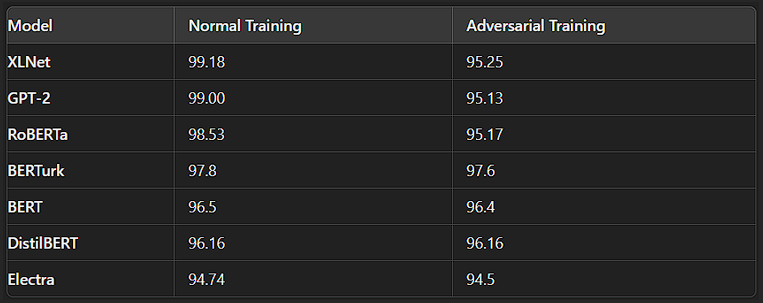 Model Normal Training Adversarial Training
XLNet 99.18 95.25
GPT-2 99.00 95.13
RoBERTa 98.53 95.17
BERTurk 97.8 97.6
BERT 96.5 96.4
DistilBERT 96.16 96.16
Electra 94.74 94.5